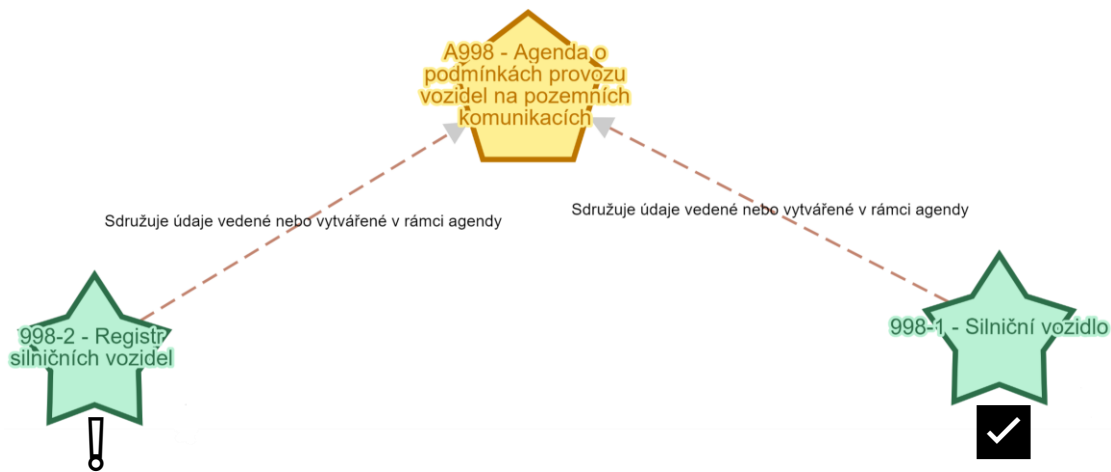 A998 - Agenda o
podmínkách provozu
vozidel na pozemních
komunikacích
Sdružuje údaje vedené nebo vytvářené v rámci agendy
Sdružuje údaje vedené nebo vytvářené v rámci agendy
998-2 - Registr
silničních vozidel
998-1 - Silniční vozidlo